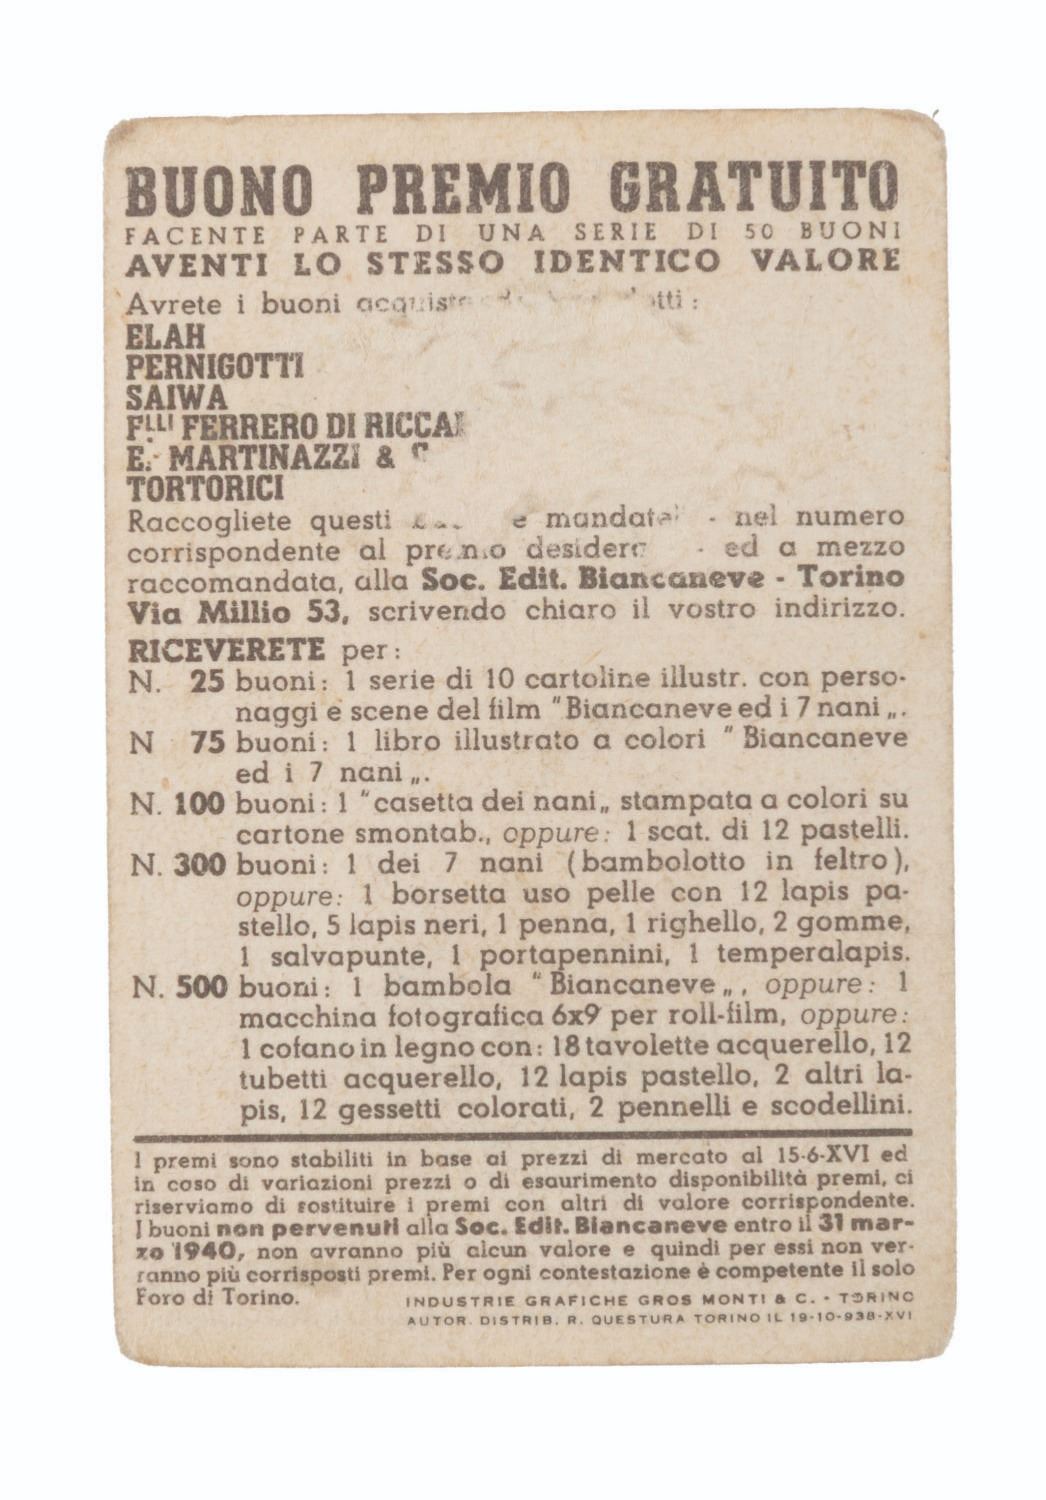 BUONO PREMIO GRATUITO
FACENTE PARTE DI UNA SERIE DI 50 BUONI
AVENTI LO STESSO IDENTICO VALORE
Avrete i buoni
ELAH
PERNIGOTTI
SAIWA
F.LLI FERRERO DI
E. MARTINAZZI &
TORTORICI
Raccogliete questi e - nel numero
corrispondente al premio - ed a mezzo
raccomandata, alla Soc. Edit. Biancaneve - Torino
Via Millio 53, scrivendo chiaro il vostro indirizzo.
RICEVERETE per:
N. 25 buoni: 1 serie di 10 cartoline illustr. con perso-
naggi e scene del film "Biancaneve ed i 7 nani„.
N 75 buoni: 1 libro illustrato a colori "Biancaneve
ed i 7 nani„.
N. 100 buoni: 1 "casetta dei nani„ stampata a colori su
cartone smontab., oppure: 1 scat. di 12 pastelli.
N. 300 buoni: 1 dei 7 nani (bambolotto in feltro),
oppure: 1 borsetta uso pelle con 12 lapis pa-
stello, 5 lapis neri, 1 penna, 1 righello, 2 gomme,
1 salvapunte, 1 portapennini, 1 temperalapis.
N. 500 buoni: 1 bambola "Biancaneve„, oppure: 1
macchina fotografica 6x9 per roll-film, oppure:
1 cofano in legno con: 18 tavolette acquerello, 12
tubetti acquerello, 12 lapis pastello, 2 altri la-
pis, 12 gessetti colorati, 2 pennelli e scodellini.
I premi sono stabiliti in base ai prezzi di mercato al 15-6-XVI ed
in caso di variazioni prezzi o di esaurimento disponibilità premi, ci
riserviamo di sostituire i premi con altri di valore corrispondente.
I buoni non pervenuti alla Soc. Edit. Biancaneve entro il 31 mar-
zo 1940, non avranno più alcun valore e quindi per essi non ver-
ranno più corrisposti premi. Per ogni contestazione è competente il solo
Foro di Torino.
INDUSTRIE GRAFICHE GROS MONTI & C. - TORINO
AUTOR. DISTRIB. R. QUESTURA TORINO IL 19-10-938-XVI